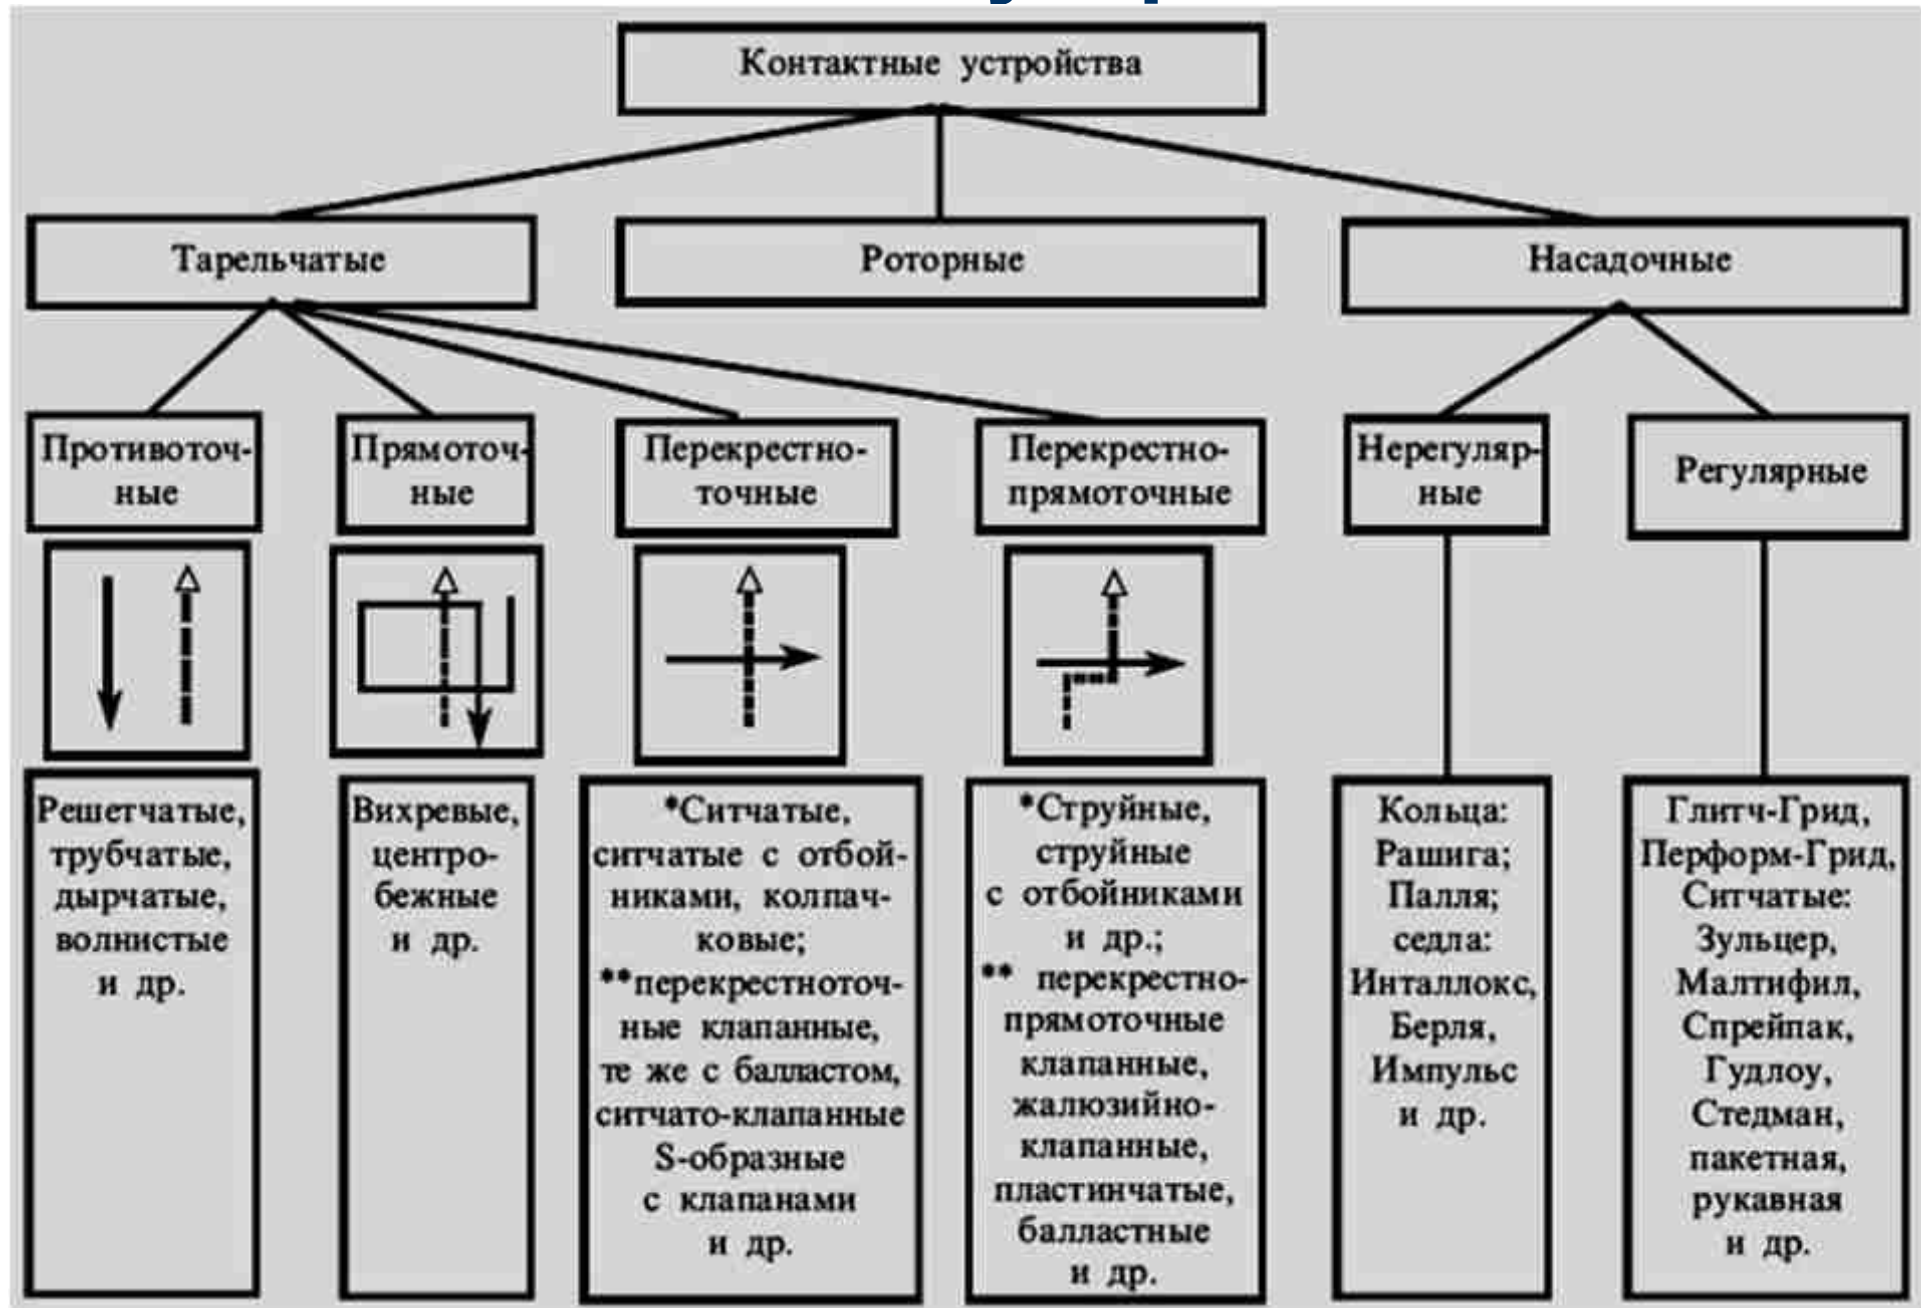 Контактные устройства
Тарельчатые
Роторные
Насадочные
Противоточ-
ные
Прямоточ-
ные
Перекрестно-
точные
Перекрестно-
прямоточные
Нерегуляр-
ные
Регулярные
Решетчатые,
трубчатые,
дырчатые,
волнистые
и др.
Вихревые,
центро-
бежные
и др.
*Ситчатые,
ситчатые с отбой-
никами, колпач-
ковые;
**перекрестноточ-
ные клапанные,
те же с балластом,
ситчато-клапанные
S-образные
с клапанами
и др.
*Струйные,
струйные
с отбойниками
и др.;
** перекрестно-
прямоточные
клапанные,
жалюзийно-
клапанные,
пластинчатые,
балластные
и др.
Кольца:
Рашига;
Палля;
седла:
Инталлокс,
Берля,
Импульс
и др.
Глитч-Грид,
Перформ-Грид,
Ситчатые:
Зульцер,
Малтифил,
Спрейпак,
Гудлоу,
Стедман,
пакетная,
рукавная
и др.